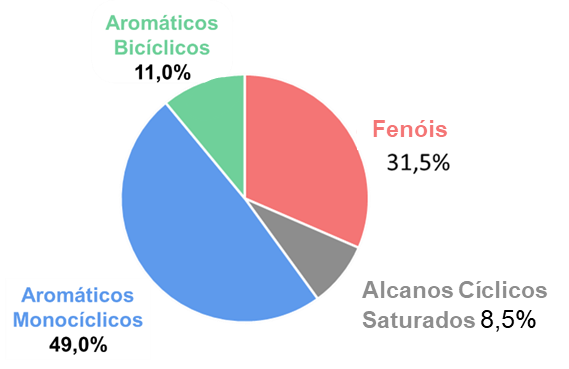 Aromáticos
Bicíclicos
11,0%
Fenóis
31,5%
Alcanos Cíclicos
Saturados 8,5%
Aromáticos
Monocíclicos
49,0%